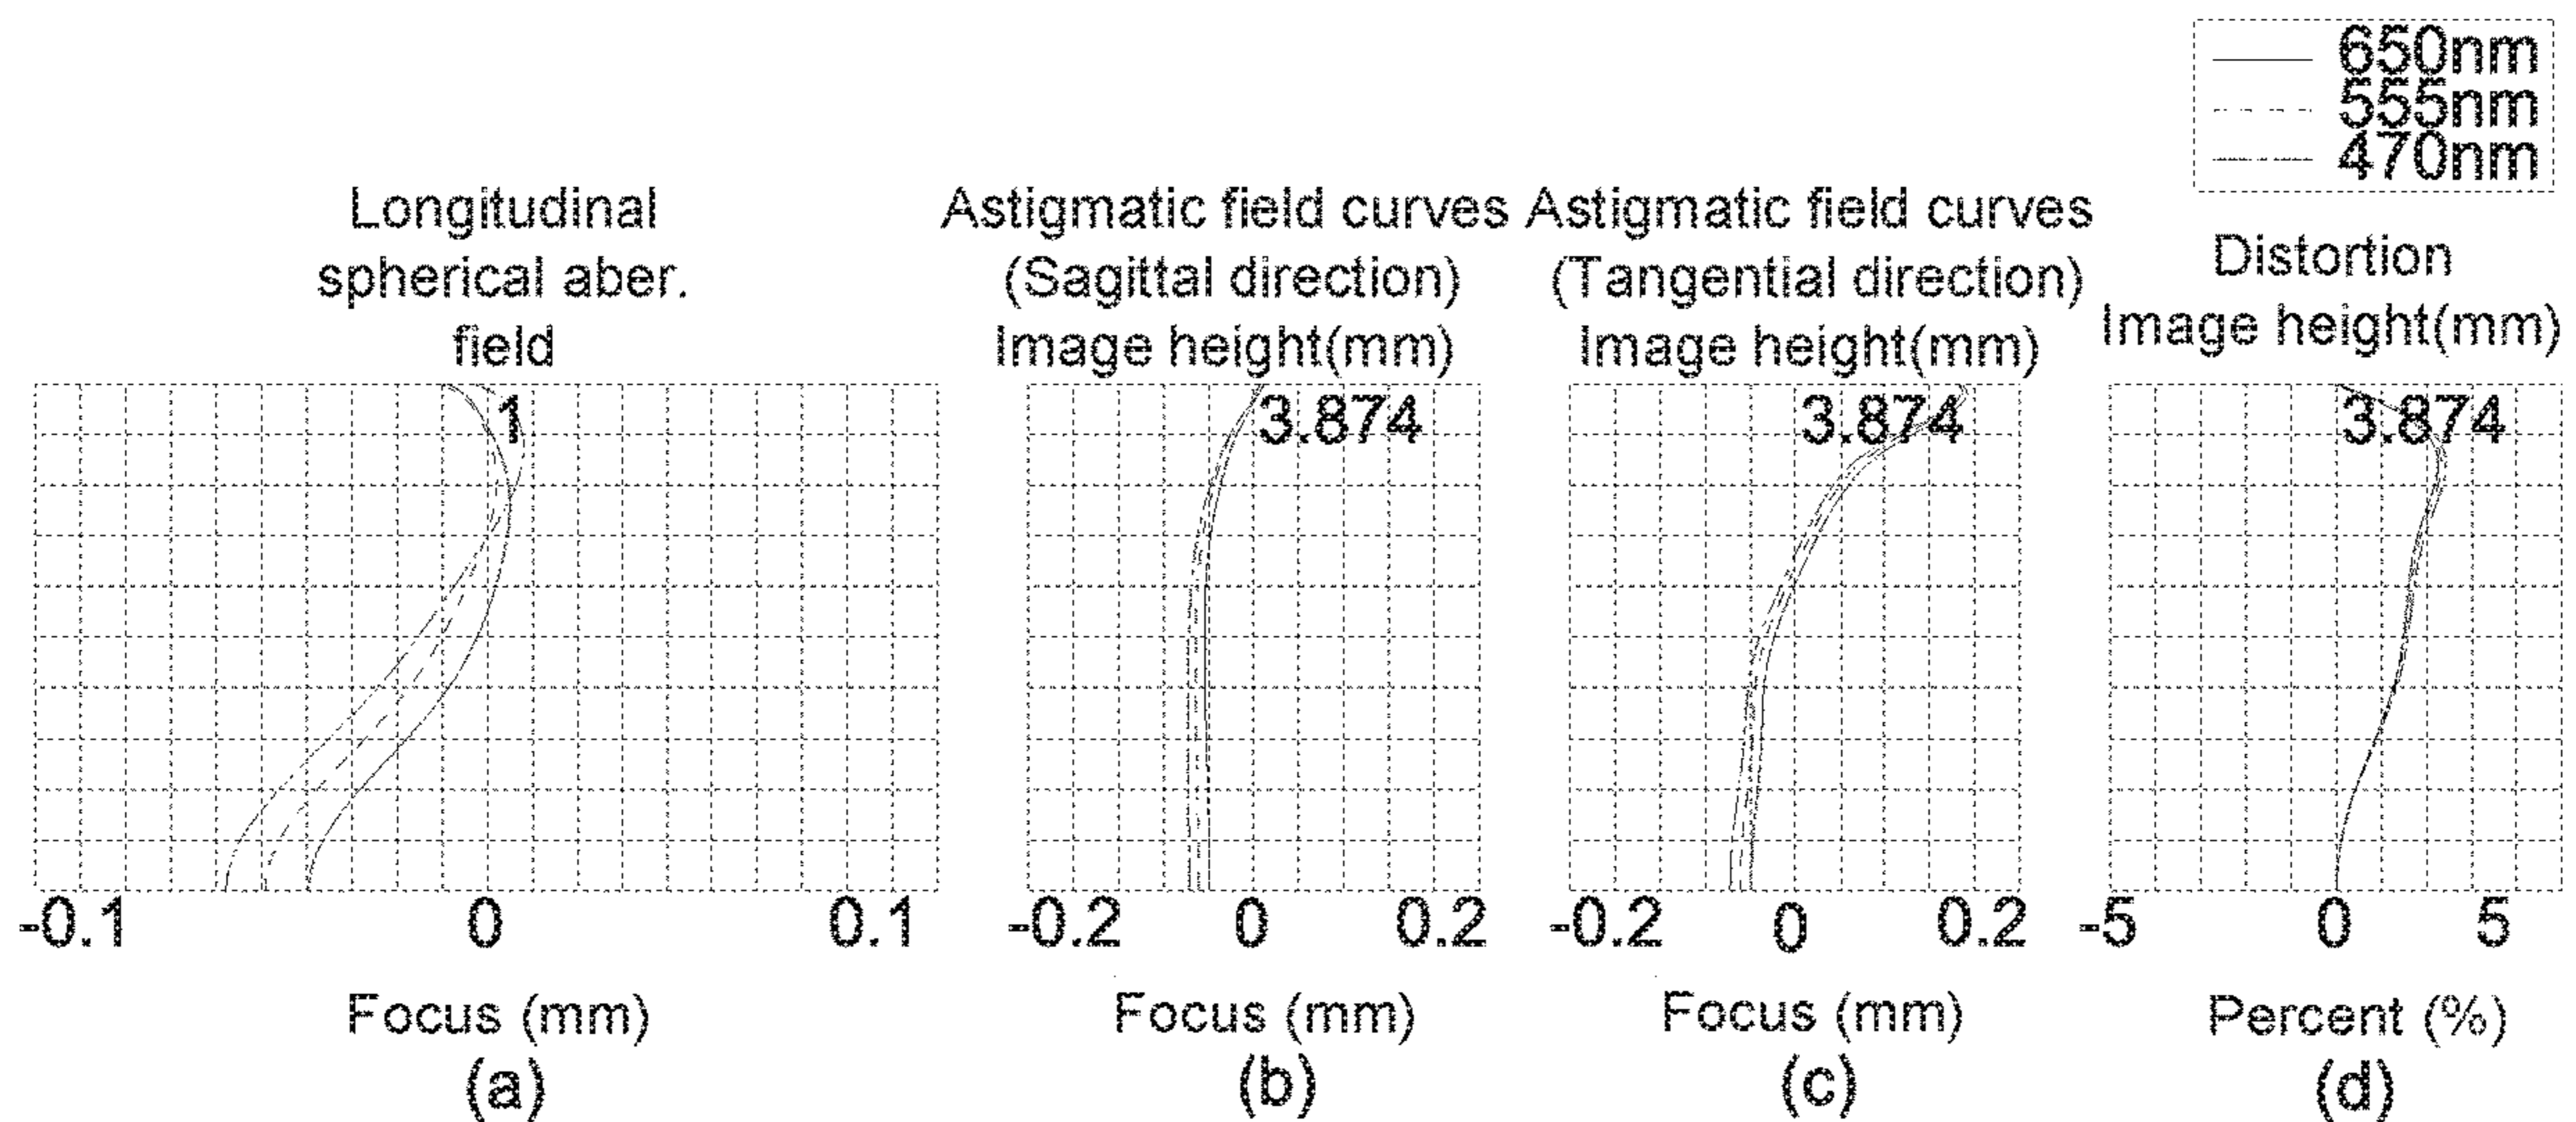 650nm
555nm
470nm
Longitudinal
spherical aber.
field
Astigmatic field curves
(Sagittal direction)
Image height(mm)
Astigmatic field curves
(Tangential direction)
Image height(mm)
Distortion
Image height(mm)
1
3.874
3.874
3.874
-0.1 0 0.1
-0.2 0 0.2
-0.2 0 0.2
-5 0 5
Focus (mm)
Focus (mm)
Focus (mm)
Percent (%)
(a)
(b)
(c)
(d)